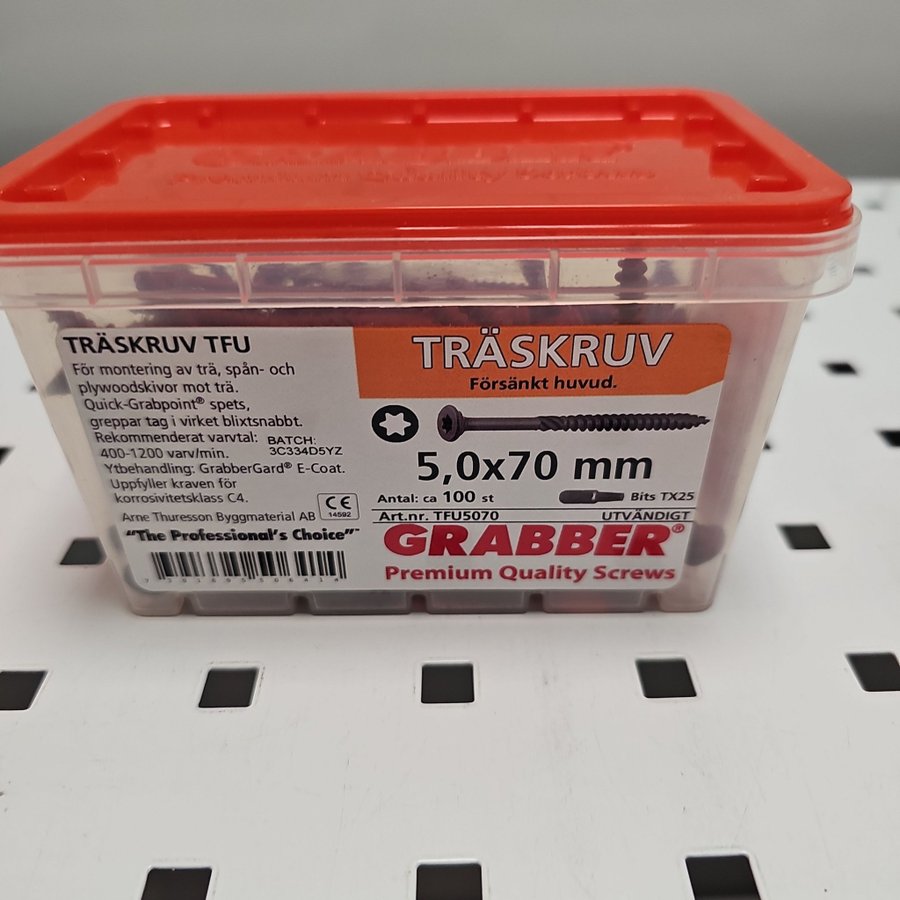 TRÄSKRUV TFU
För montering av trä, spån- och
plywoodskivor mot trä.
Quick-Grabpoint® spets,
greppar tag i virket blixtsnabbt.
Rekommenderat varvtal:
400-1200 varv/min.
BATCH:
3C334D5YZ
Ytbehandling: GrabberGard® E-Coat.
Uppfyller kraven för
korrosivitetsklass C4.
CE
14592
Arne Thuresson Byggmaterial AB
"The Professional's Choice"
TRÄSKRUV
Försänkt huvud.
5,0x70 mm
Antal: ca 100 st
Bits TX25
Art.nr. TFU5070
UTVÄNDIGT
GRABBER®
Premium Quality Screws